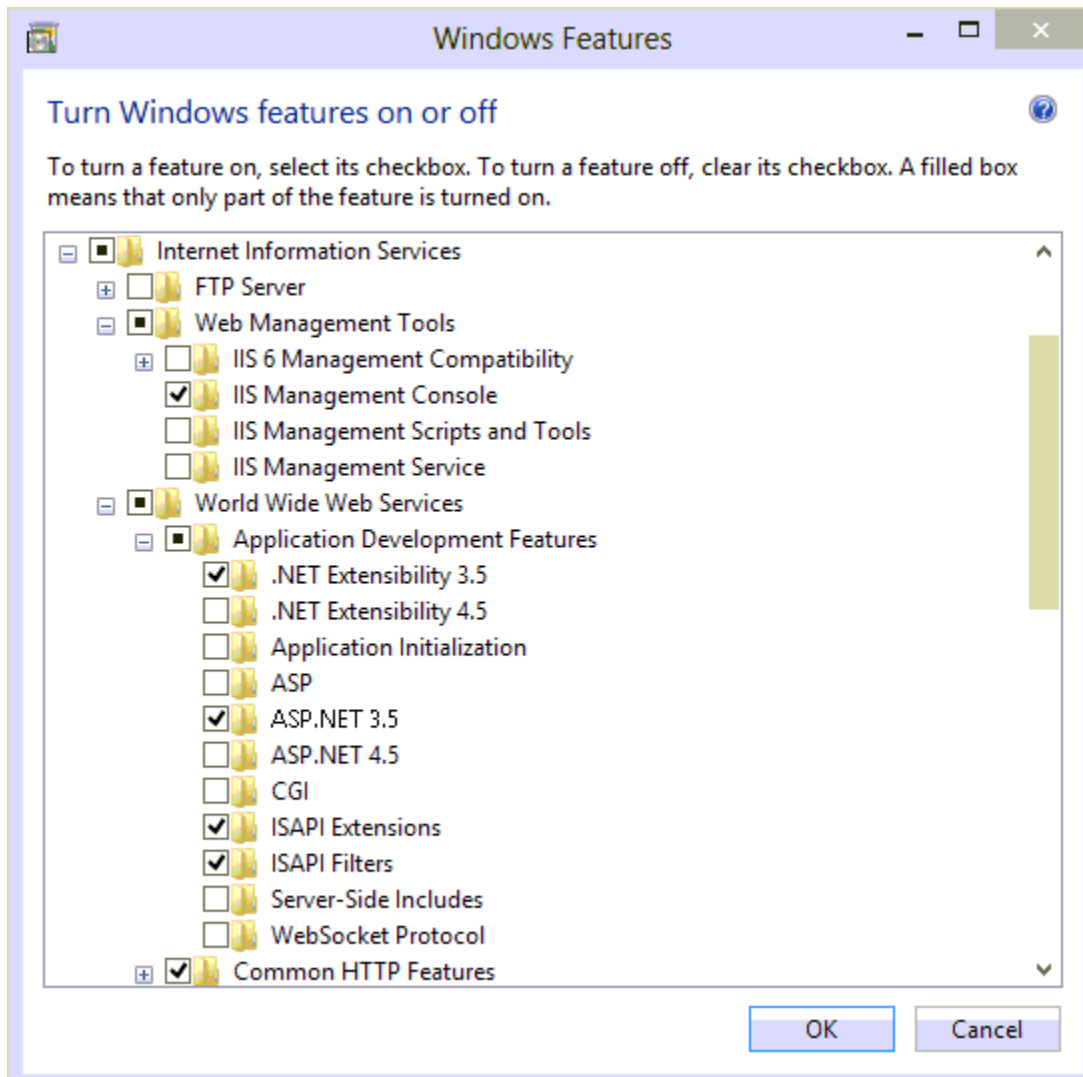 Windows Features
Turn Windows features on or off
To turn a feature on, select its checkbox. To turn a feature off, clear its checkbox. A filled box
means that only part of the feature is turned on.
Internet Information Services
FTP Server
Web Management Tools
IIS 6 Management Compatibility
IIS Management Console
IIS Management Scripts and Tools
IIS Management Service
World Wide Web Services
Application Development Features
.NET Extensibility 3.5
.NET Extensibility 4.5
Application Initialization
ASP
ASP.NET 3.5
ASP.NET 4.5
CGI
ISAPI Extensions
ISAPI Filters
Server-Side Includes
WebSocket Protocol
Common HTTP Features
OK Cancel